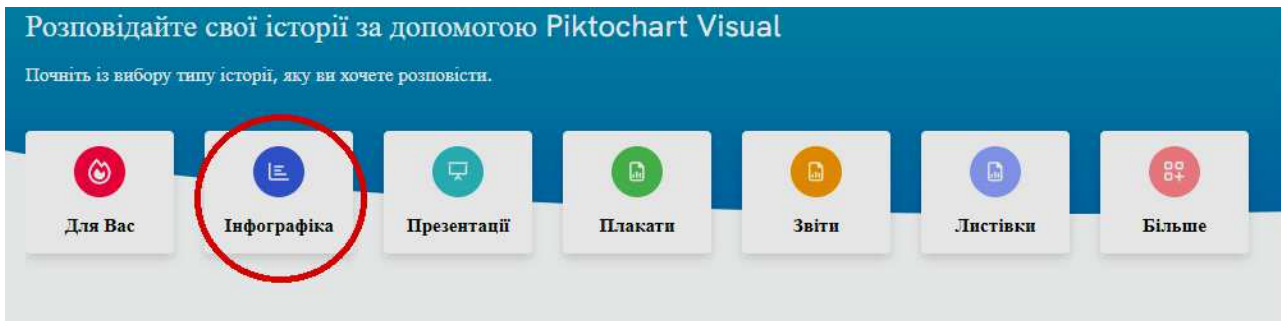 Розповідайте свої історії за допомогою Piktochart Visual
Почніть із вибору типу історії, яку ви хочете розповісти.
Для Вас
Інфографіка
Презентації
Плакати
Звіти
Листівки
Більше